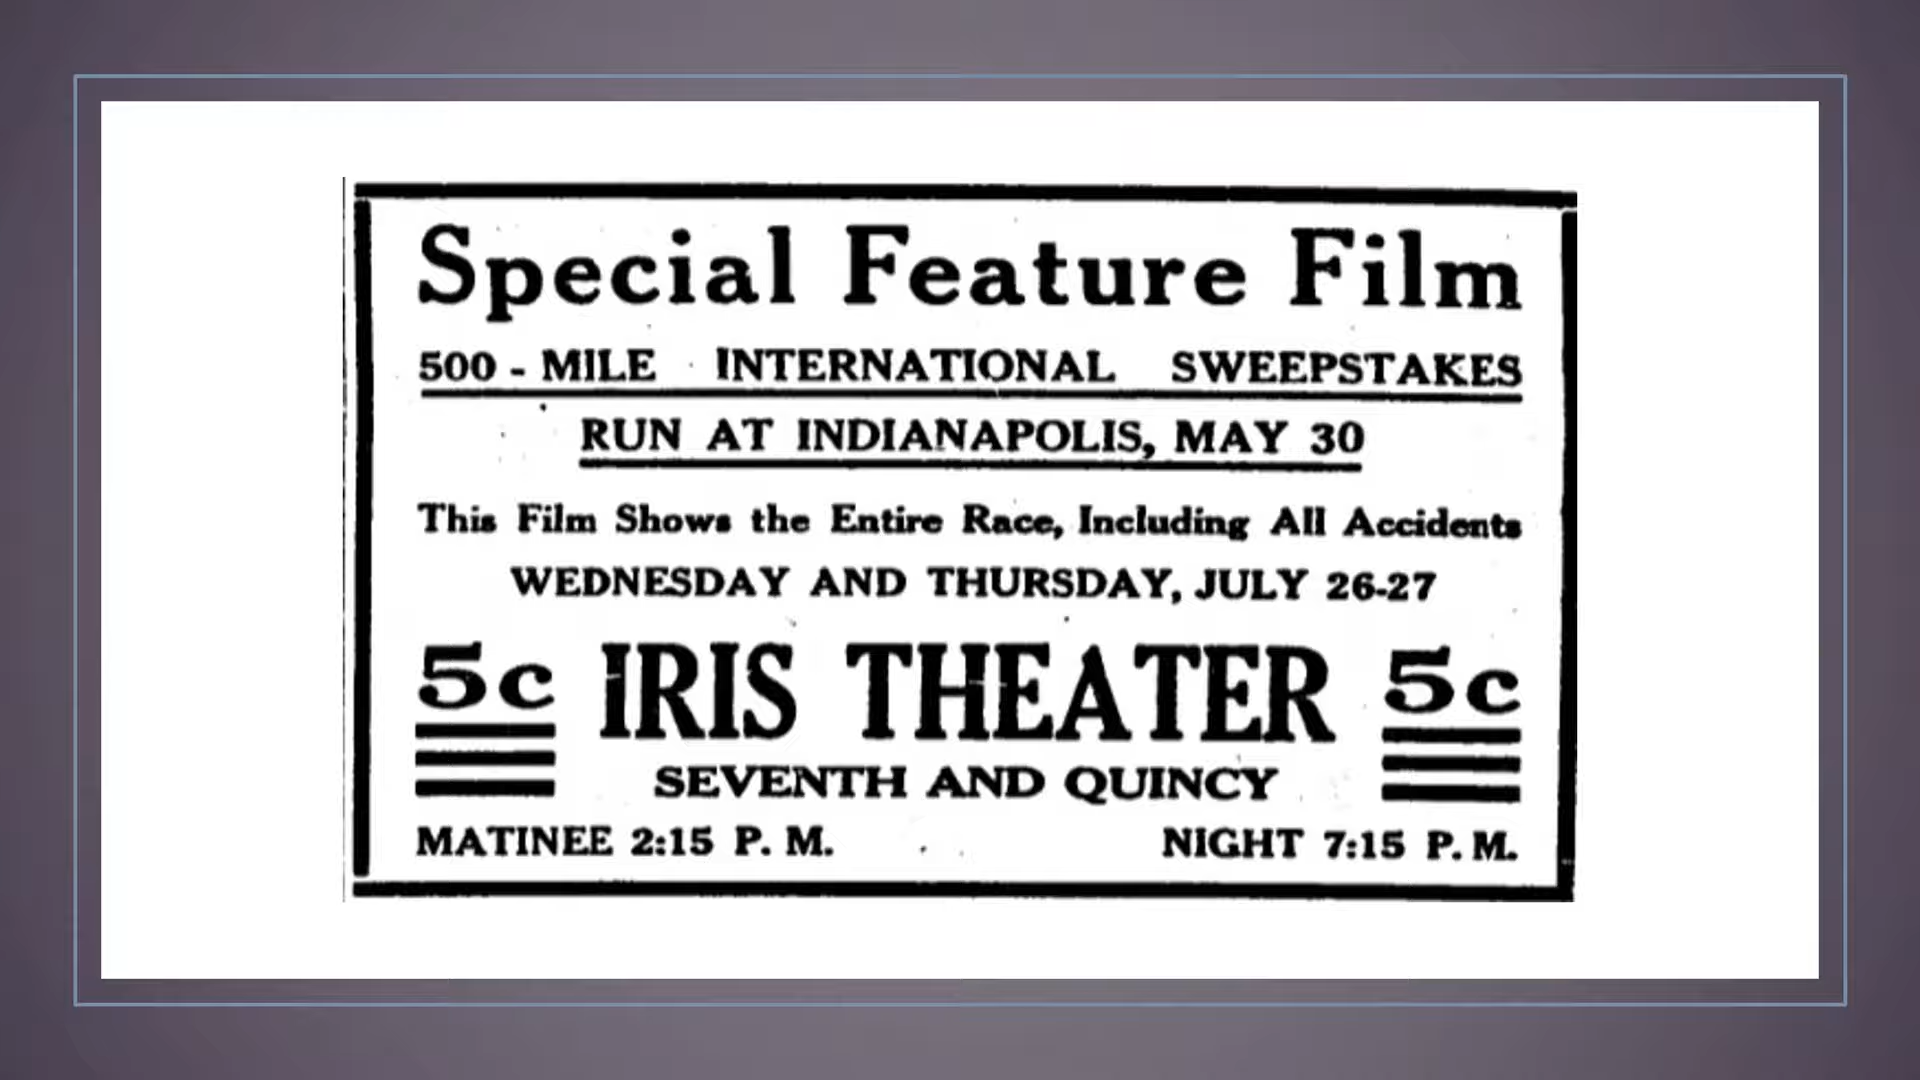 Special Feature Film
500 - MILE INTERNATIONAL SWEEPSTAKES
RUN AT INDIANAPOLIS, MAY 30
This Film Shows the Entire Race, Including All Accidents
WEDNESDAY AND THURSDAY, JULY 26-27
5c IRIS THEATER 5c
SEVENTH AND QUINCY
MATINEE 2:15 P. M. NIGHT 7:15 P. M.